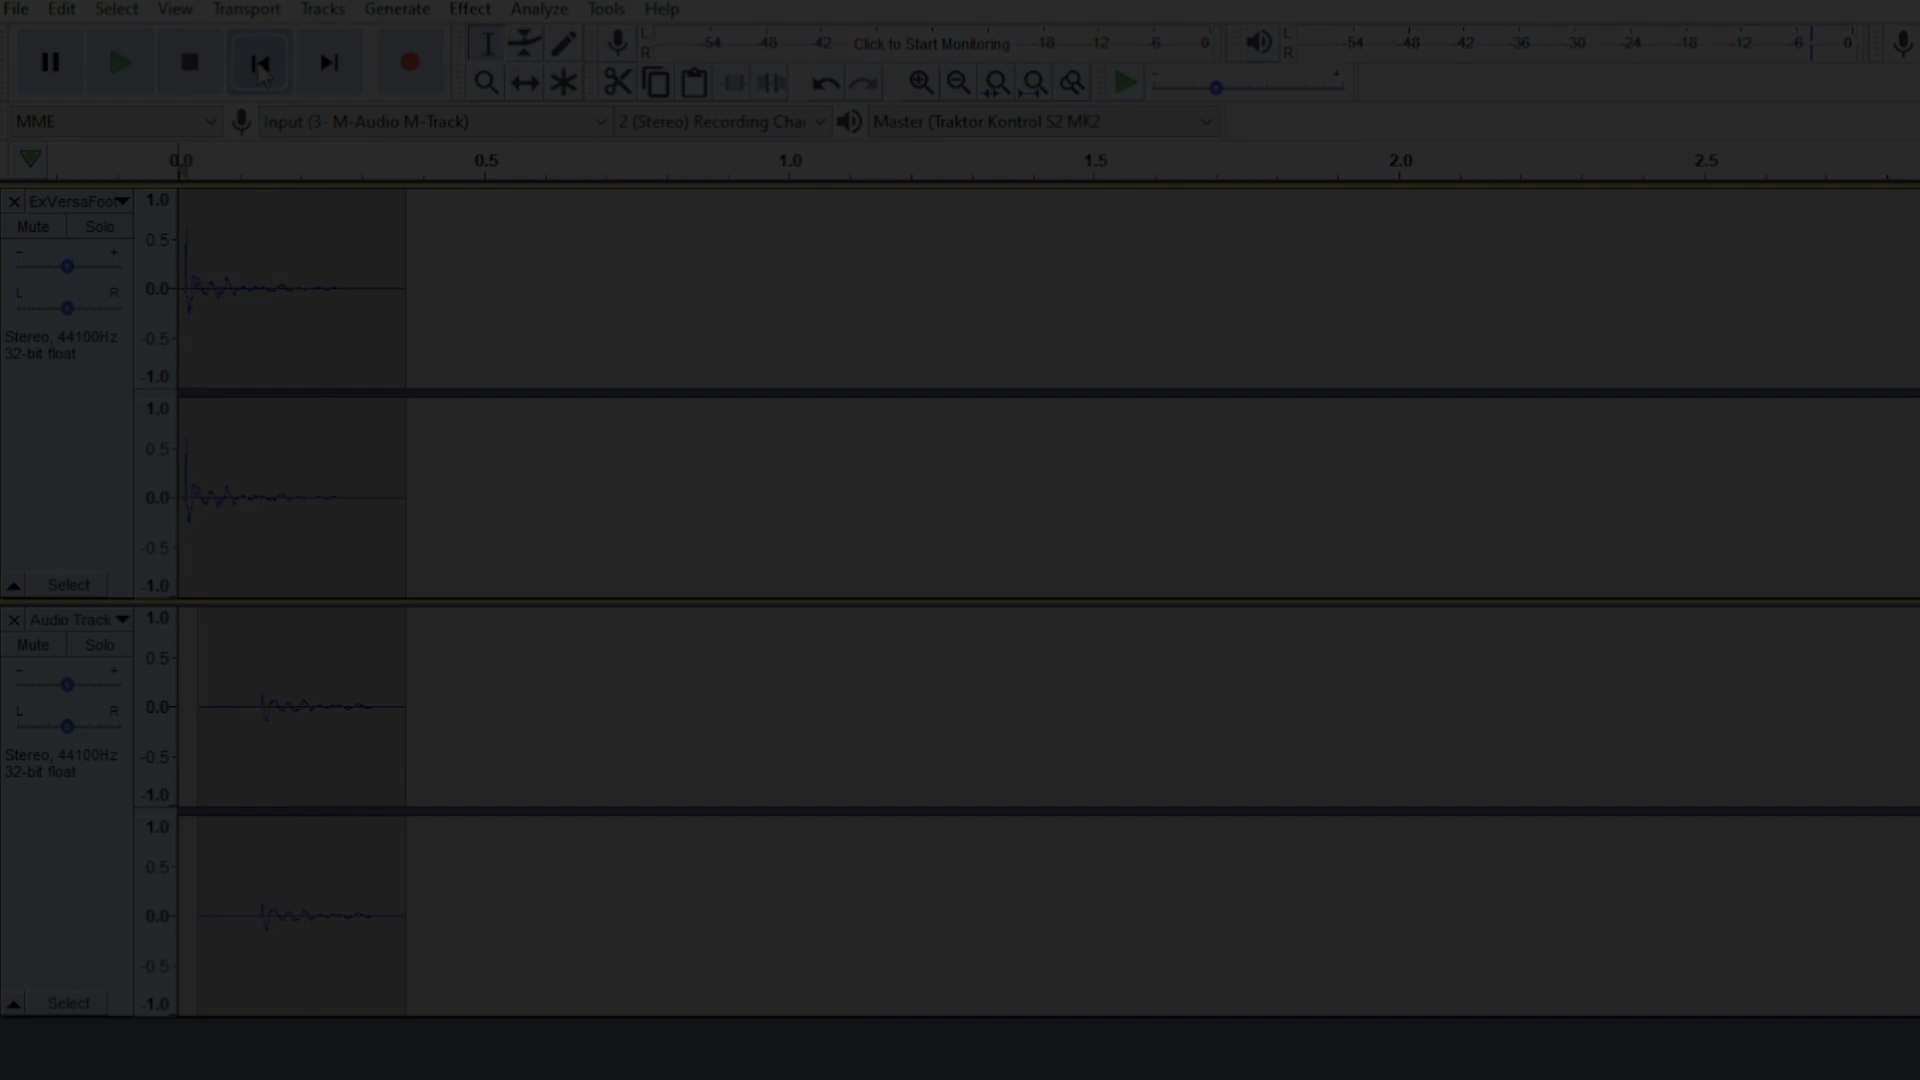 File Edit Select View Transport Tracks Generate Effect Analyze Tools Help
L
R
-54 -48 -42 Click to Start Monitoring -18 -12 -6 0
L
R
-54 -48 -42 -36 -30 -24 -18 -12 -6 0
- +
MME Input (3- M-Audio M-Track) 2 (Stereo) Recording Chai Master (Traktor Kontrol S2 MK2
0.0 0.5 1.0 1.5 2.0 2.5
ExVersaFoot
Mute Solo
- +
L R
Stereo, 44100Hz
32-bit float
Select
1.0
0.5
0.0
-0.5
-1.0
1.0
0.5
0.0
-0.5
-1.0
Audio Track
Mute Solo
- +
L R
Stereo, 44100Hz
32-bit float
Select
1.0
0.5
0.0
-0.5
-1.0
1.0
0.5
0.0
-0.5
-1.0